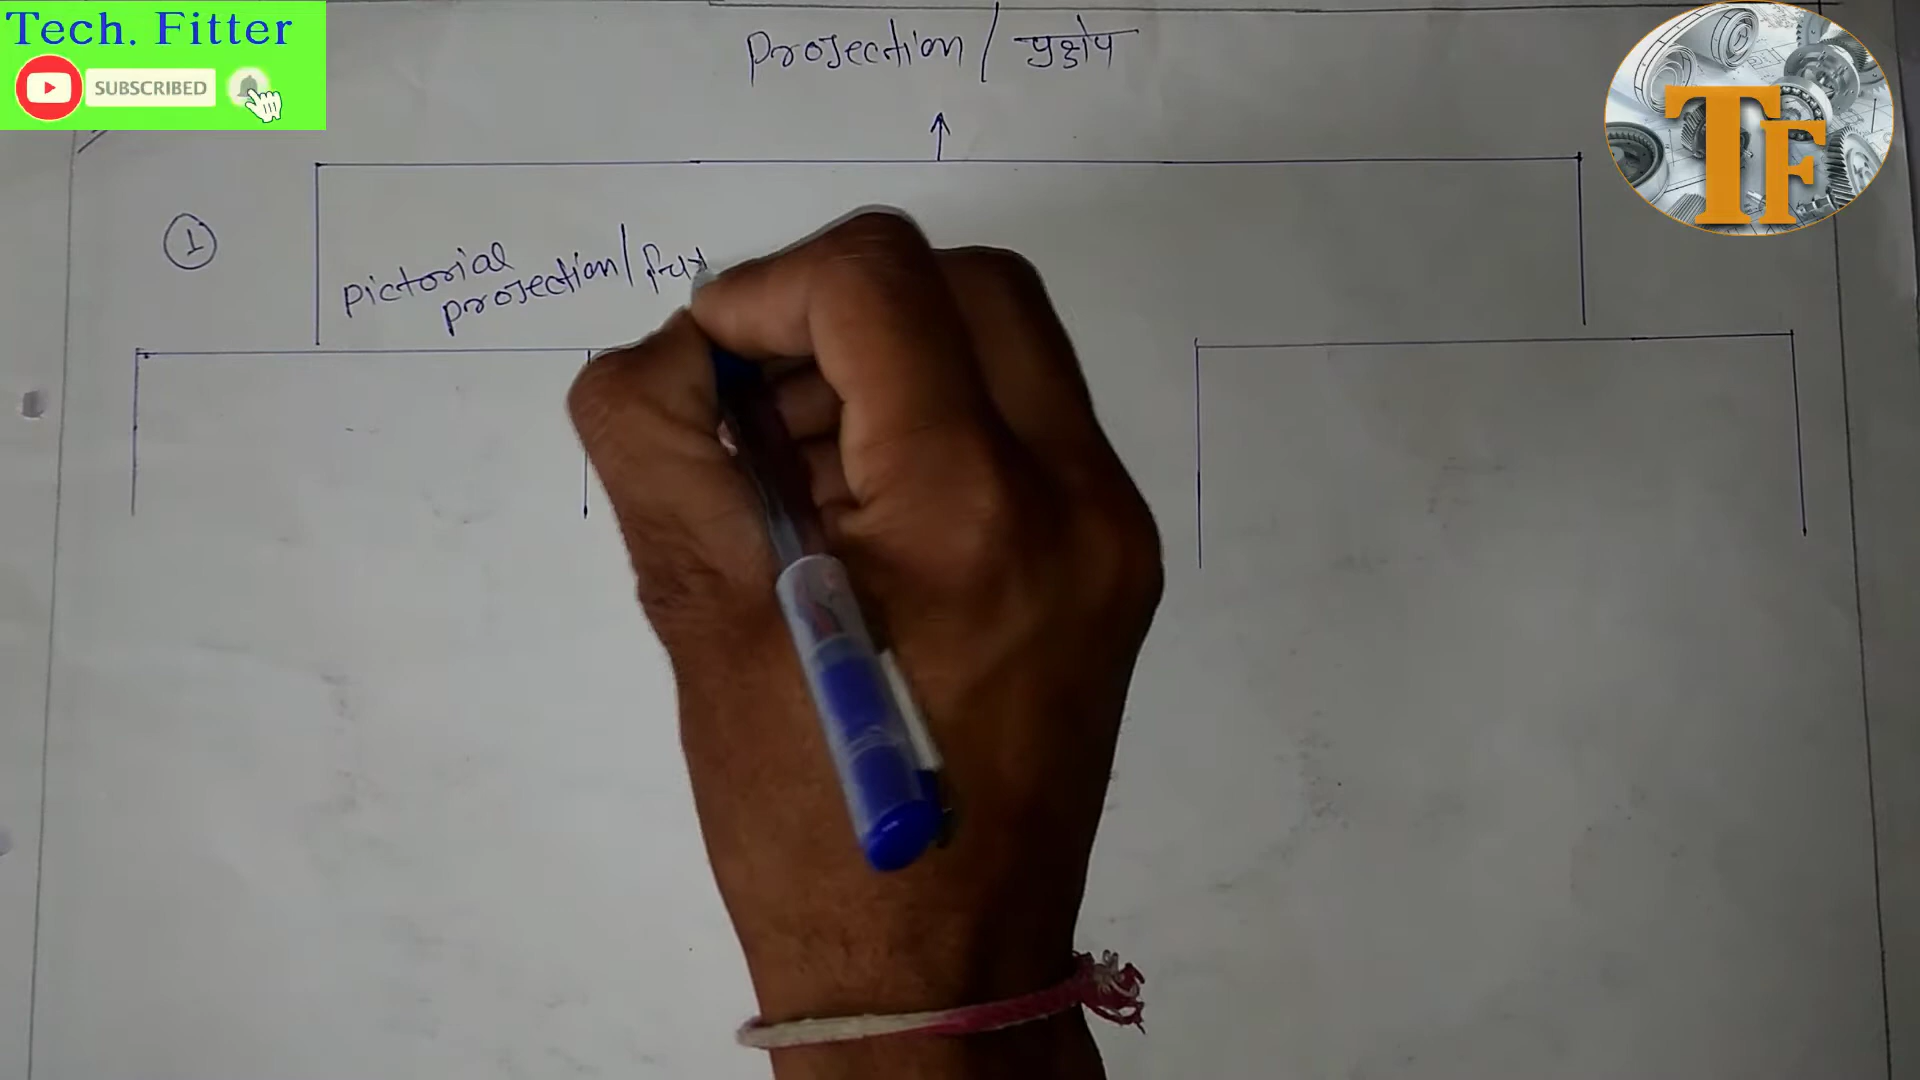 Tech. Fitter
SUBSCRIBED
Projection / प्रक्षेप
TF
1
pictorial
projection / चित्र